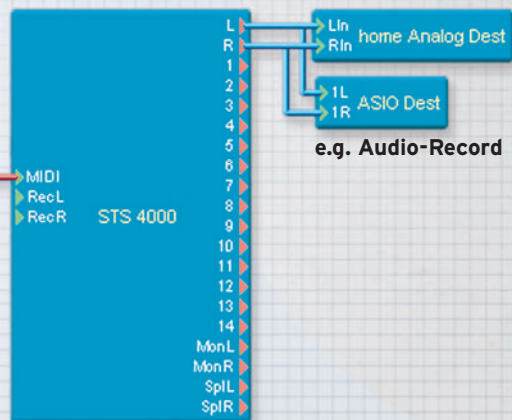 L
R
1
2
3
4
5
6
7
8
9
10
11
12
13
14
MonL
MonR
SplL
SplR
MIDI
RecL
RecR
STS 4000
LIn
RIn
home Analog Dest
1L
1R
ASIO Dest
e.g. Audio-Record